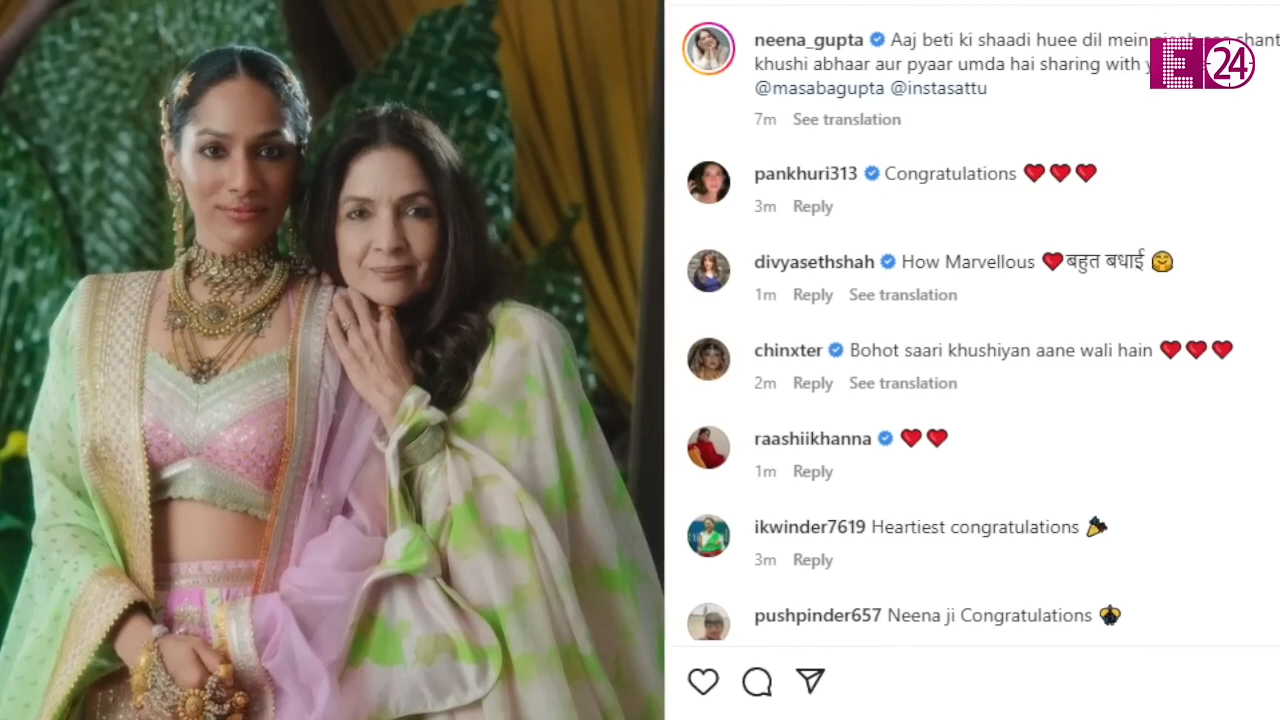 neena_gupta Aaj beti ki shaadi huee dil mein
khushi abhaar aur pyaar umda hai sharing with
@masabagupta @instasattu
7m See translation
E 24
pankhuri313 Congratulations ❤️❤️❤️
3m Reply
divyasethshah How Marvellous ❤️बहुत बधाई 🤗
1m Reply See translation
chinxter Bohot saari khushiyan aane wali hain ❤️❤️❤️
2m Reply See translation
raashiikhanna ❤️❤️
1m Reply
ikwinder7619 Heartiest congratulations 🎉
3m Reply
pushpinder657 Neena ji Congratulations